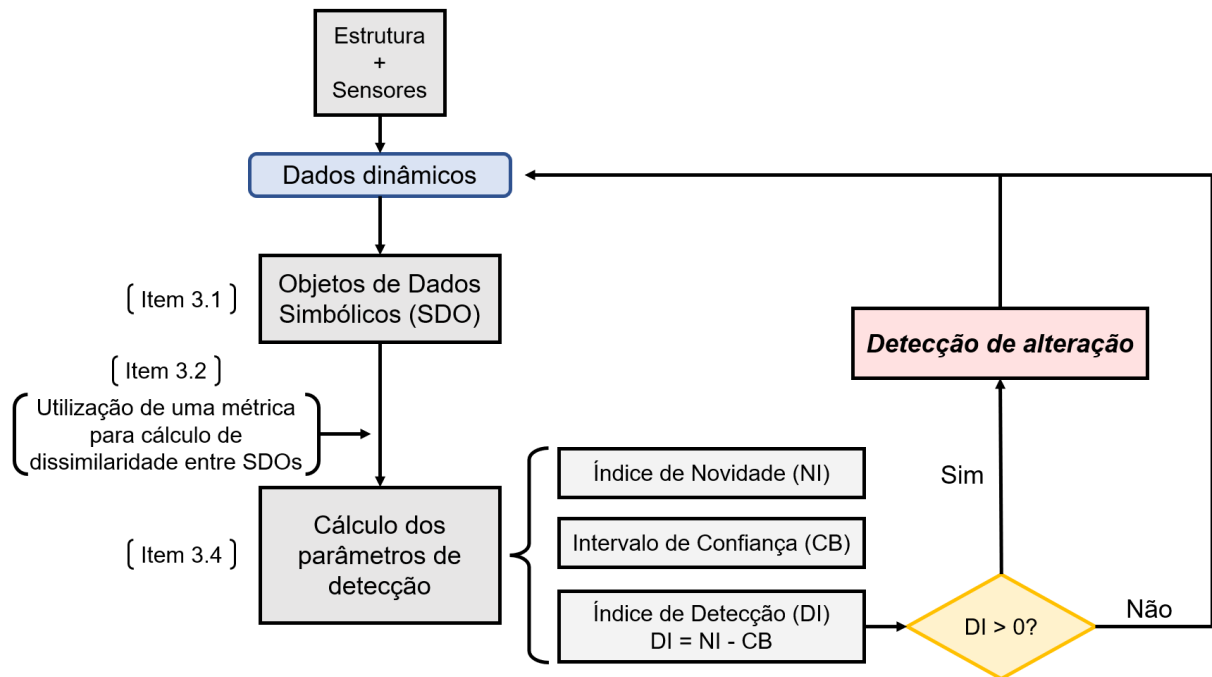 Estrutura
+
Sensores
Dados dinâmicos
[ Item 3.1 ]
Objetos de Dados
Simbólicos (SDO)
[ Item 3.2 ]
Utilização de uma métrica
para cálculo de
dissimilaridade entre SDOs
[ Item 3.4 ]
Cálculo dos
parâmetros de
detecção
Índice de Novidade (NI)
Intervalo de Confiança (CB)
Índice de Detecção (DI)
DI = NI - CB
DI > 0?
Sim
Não
Detecção de alteração